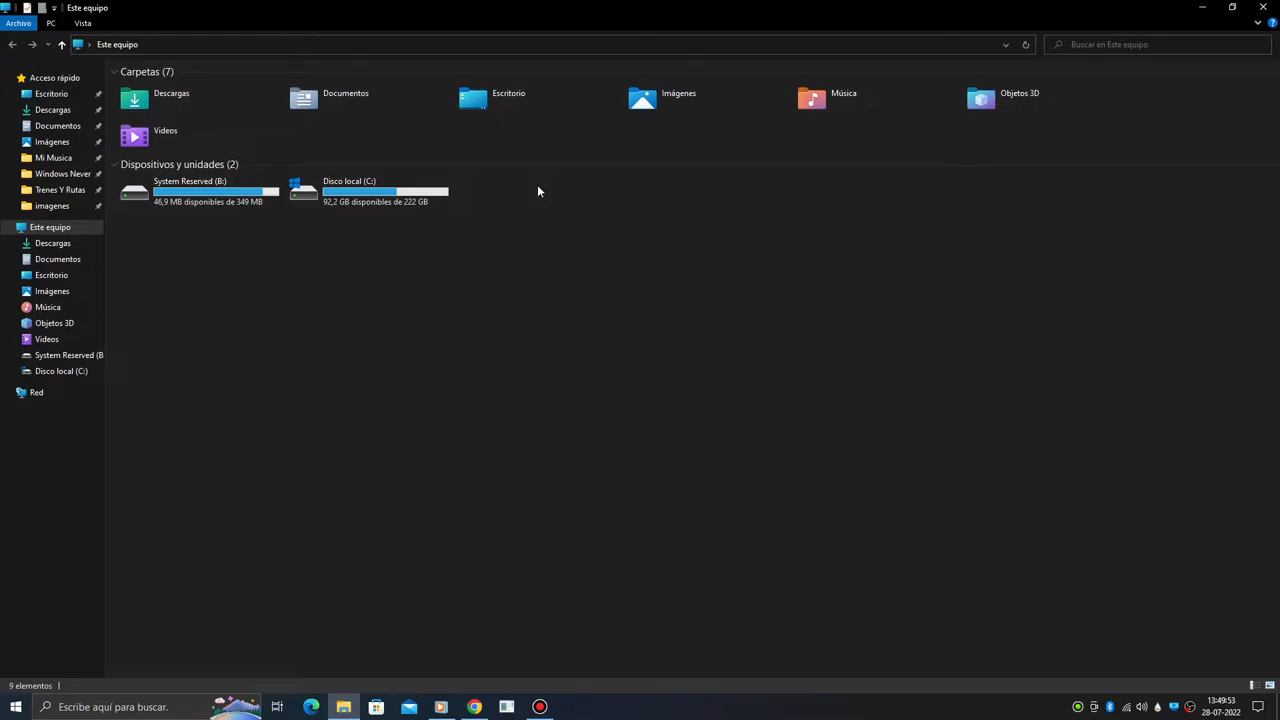 Este equipo
Archivo
PC
Vista
Este equipo
Buscar en Este equipo
Acceso rápido
Escritorio
Descargas
Documentos
Imágenes
Mi Musica
Windows Never
Trenes Y Rutas
imagenes
Este equipo
Descargas
Documentos
Escritorio
Imágenes
Música
Objetos 3D
Videos
System Reserved (B
Disco local (C:)
Red
Carpetas (7)
Descargas
Documentos
Escritorio
Imágenes
Música
Objetos 3D
Videos
Dispositivos y unidades (2)
System Reserved (B:)
46,9 MB disponibles de 349 MB
Disco local (C:)
92,2 GB disponibles de 222 GB
9 elementos
Escribe aquí para buscar.
13:49:53
28-07-2022